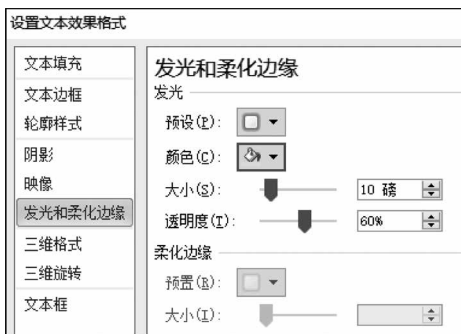 设置文本效果格式
文本填充
文本边框
轮廓样式
阴影
映像
发光和柔化边缘
三维格式
三维旋转
文本框
发光和柔化边缘
发光
预设(P):
颜色(C):
大小(S): 10 磅
透明度(T): 60%
柔化边缘
预置(R):
大小(I):